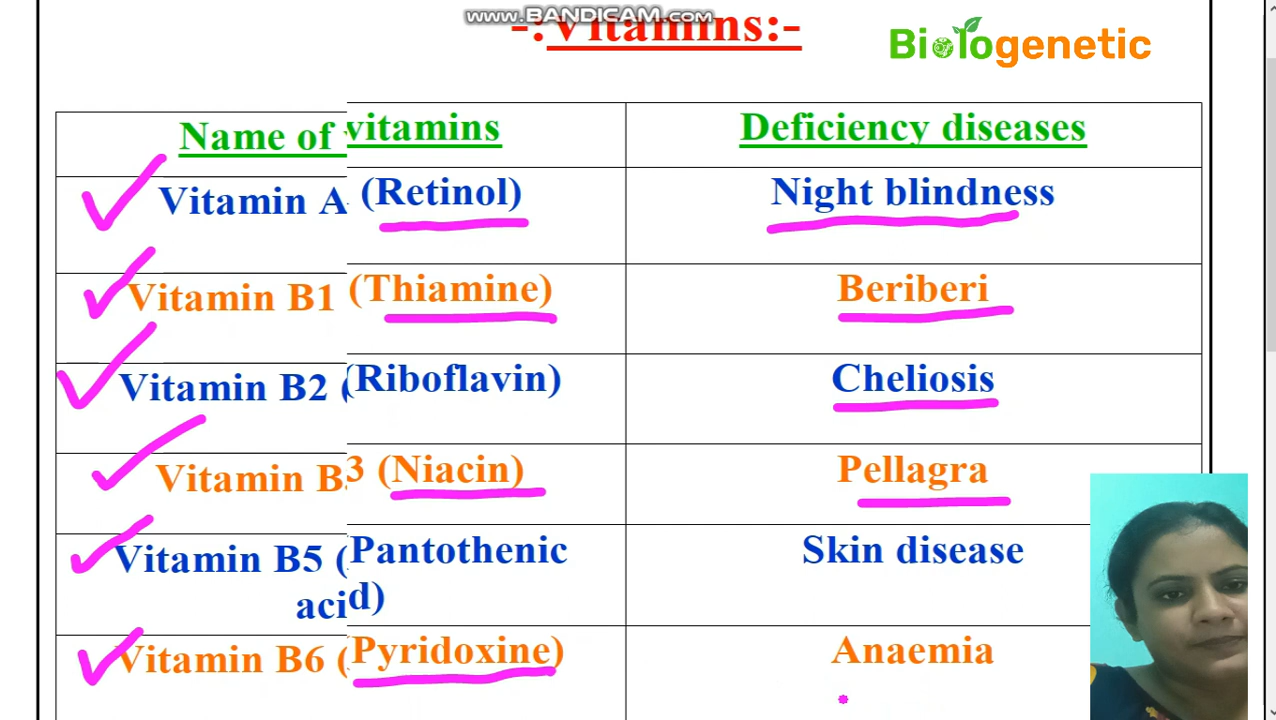 www.BANDICAM.com
-:Vitamins:-
Biologenetic
Name of vitamins Deficiency diseases
Vitamin A (Retinol) Night blindness
Vitamin B1 (Thiamine) Beriberi
Vitamin B2 (Riboflavin) Cheliosis
Vitamin B3 (Niacin) Pellagra
Vitamin B5 (Pantothenic Skin disease
acid)
Vitamin B6 (Pyridoxine) Anaemia